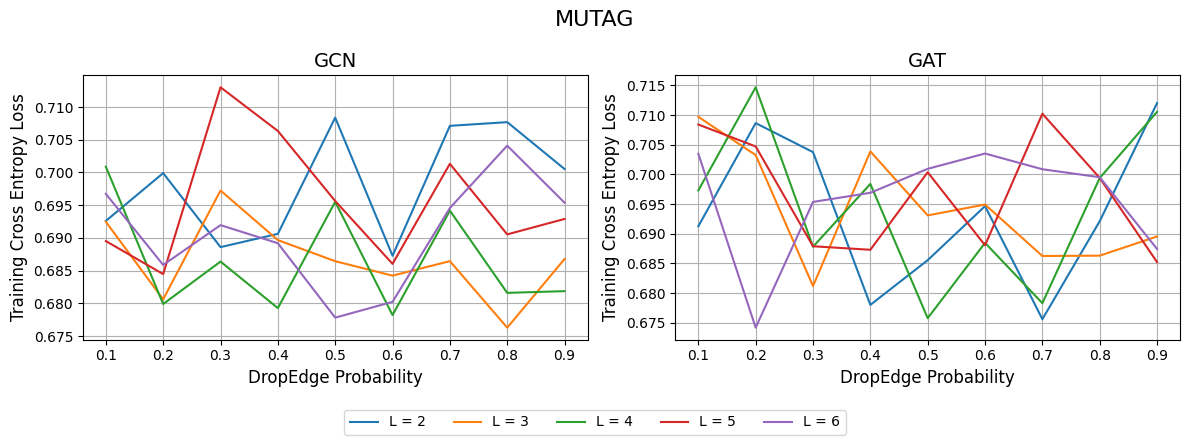 MUTAG
GCN
Training Cross Entropy Loss
0.710
0.705
0.700
0.695
0.690
0.685
0.680
0.675
0.1 0.2 0.3 0.4 0.5 0.6 0.7 0.8 0.9
DropEdge Probability
GAT
Training Cross Entropy Loss
0.715
0.710
0.705
0.700
0.695
0.690
0.685
0.680
0.675
0.1 0.2 0.3 0.4 0.5 0.6 0.7 0.8 0.9
DropEdge Probability
L = 2 L = 3 L = 4 L = 5 L = 6